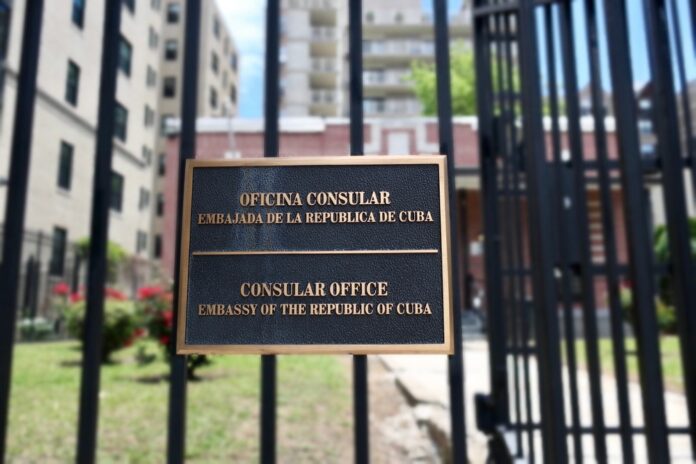 OFICINA CONSULAR
EMBAJADA DE LA REPUBLICA DE CUBA
CONSULAR OFFICE
EMBASSY OF THE REPUBLIC OF CUBA